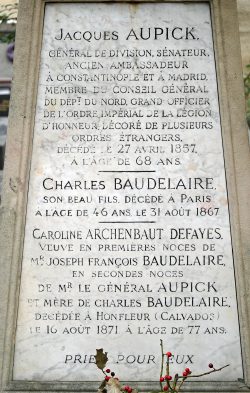 Jacques AUPICK,
GÉNÉRAL DE DIVISION, SÉNATEUR,
ANCIEN AMBASSADEUR
A CONSTANTINOPLE ET A MADRID,
MEMBRE DU CONSEIL GÉNÉRAL
DU DÉPT DU NORD, GRAND OFFICIER
DE L'ORDRE IMPÉRIAL DE LA LÉGION
D'HONNEUR, DÉCORÉ DE PLUSIEURS
ORDRES ÉTRANGERS,
DÉCÉDÉ LE 27 AVRIL 1857,
A L'ÂGE DE 68 ANS
CHARLES BAUDELAIRE,
SON BEAU FILS, DÉCÉDÉ À PARIS
A L'AGE DE 46 ANS, LE 31 AOÛT 1867
CAROLINE ARCHENBAUT DEFAYES,
VEUVE EN PREMIÈRES NOCES DE
MR JOSEPH FRANÇOIS BAUDELAIRE,
EN SECONDES NOCES
DE MR LE GÉNÉRAL AUPICK
ET MÈRE DE CHARLES BAUDELAIRE,
DÉCÉDÉE À HONFLEUR (CALVADOS)
LE 16 AOÛT 1871 À L'ÂGE DE 77 ANS.
PRIEZ POUR EUX